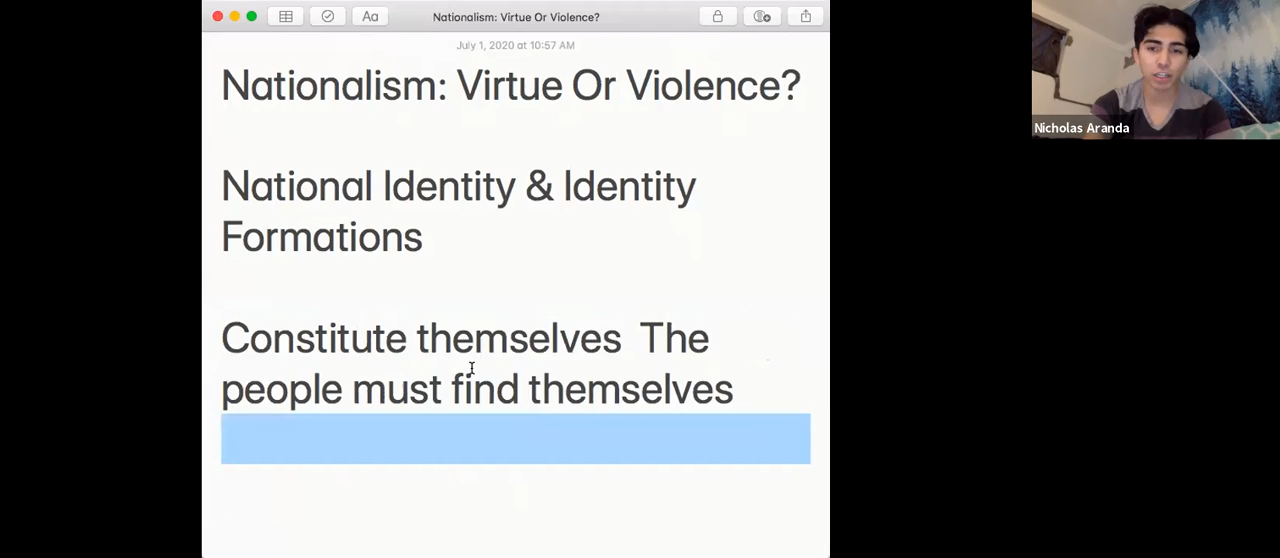 Aa
Nationalism: Virtue Or Violence?
July 1, 2020 at 10:57 AM
Nationalism: Virtue Or Violence?
National Identity & Identity
Formations
Constitute themselves  The
people must find themselves
Nicholas Aranda